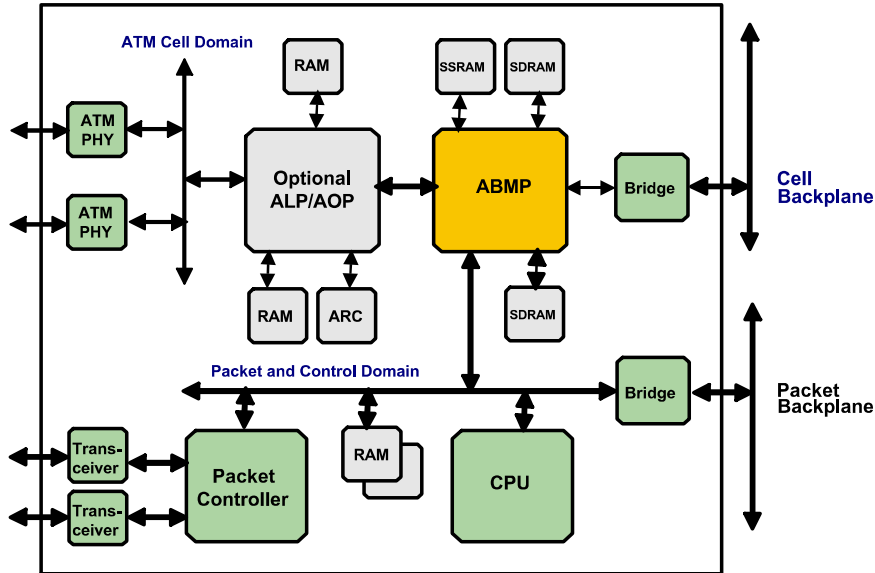 ATM Cell Domain
RAM
SSRAM
SDRAM
ATM
PHY
Optional
ALP/AOP
ABMP
Bridge
Cell
Backplane
ATM
PHY
RAM
ARC
SDRAM
Packet and Control Domain
Bridge
Packet
Backplane
Trans-
ceiver
Packet
Controller
RAM
CPU
Trans-
ceiver